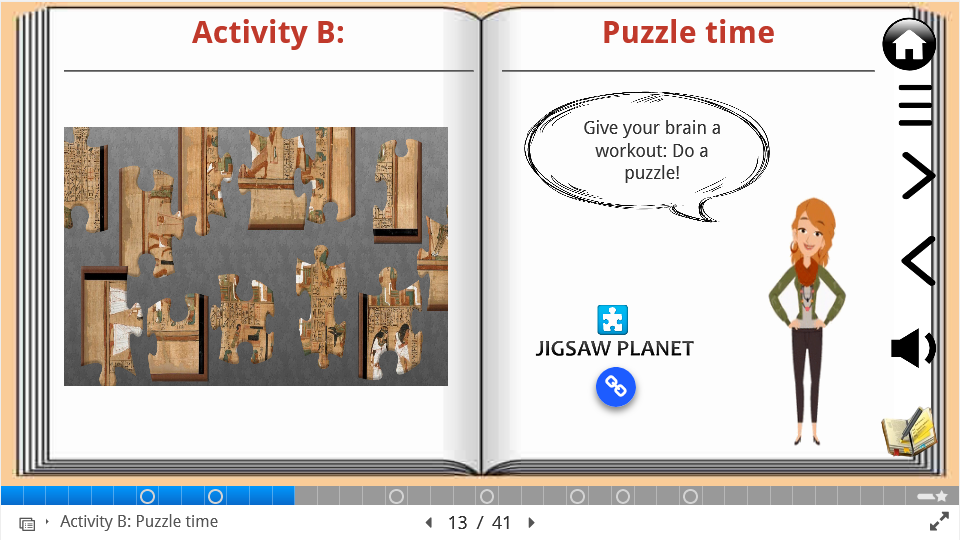 Activity B:
Puzzle time
Give your brain a
workout: Do a
puzzle!
JIGSAW PLANET
Activity B: Puzzle time
13 / 41